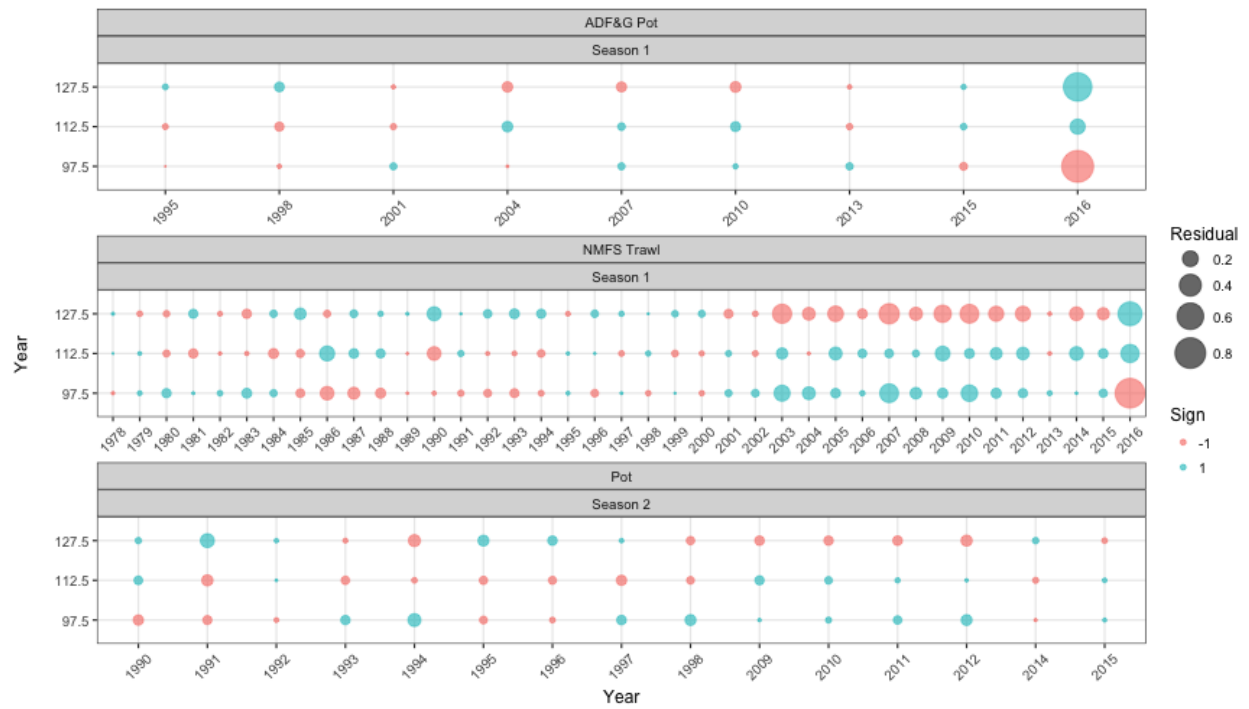 ADF&G Pot
Season 1
127.5
112.5
97.5
1995 1998 2001 2004 2007 2010 2013 2015 2016
NMFS Trawl
Season 1
127.5
112.5
97.5
1978 1979 1980 1981 1982 1983 1984 1985 1986 1987 1988 1989 1990 1991 1992 1993 1994 1995 1996 1997 1998 1999 2000 2001 2002 2003 2004 2005 2006 2007 2008 2009 2010 2011 2012 2013 2014 2015 2016
Pot
Season 2
127.5
112.5
97.5
1990 1991 1992 1993 1994 1995 1996 1997 1998 2009 2010 2011 2012 2014 2015
Year
Year
Residual
0.2
0.4
0.6
0.8
Sign
-1
1